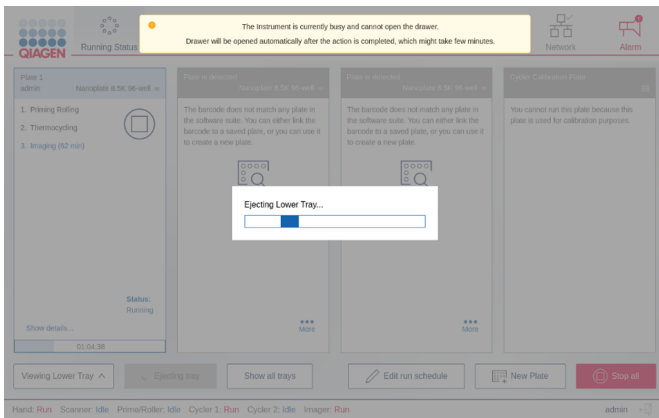 The Instrument is currently busy and cannot open the drawer.
Drawer will be opened automatically after the action is completed, which might take few minutes.
QIAGEN
Running Status
Network
Alarm
Plate 1
admin Nanoplate 8.5K 96-well
1. Priming Rolling
2. Thermocycling
3. Imaging (82 min)
Status:
Running
Show details...
01:04:38
Plate is detected
Nanoplate 8.5K 96-well
The barcode does not match any plate in
the software suite. You can either link the
barcode to a saved plate, or you can use it
to create a new plate.
More
Plate is detected
Nanoplate 8.5K 96-well
The barcode does not match any plate in
the software suite. You can either link the
barcode to a saved plate, or you can use it
to create a new plate.
More
Cycler Calibration Plate
You cannot run this plate because this
plate is used for calibration purposes.
Ejecting Lower Tray...
Viewing Lower Tray
Ejecting tray
Show all trays
Edit run schedule
New Plate
Stop all
Hand: Run Scanner: Idle Prime/Roller: Idle Cycler 1: Run Cycler 2: Idle Imager: Run
admin